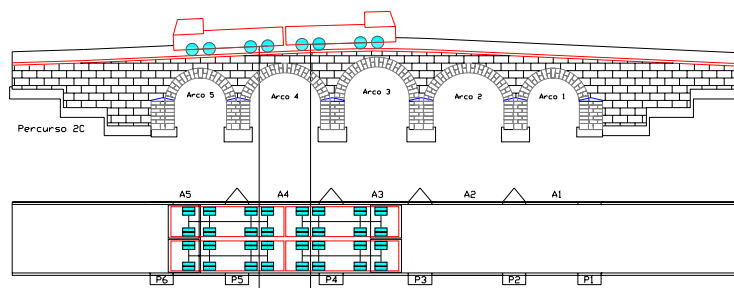 Arco 5
Arco 4
Arco 3
Arco 2
Arco 1
Percurso 2C
A5
A4
A3
A2
A1
P6
P5
P4
P3
P2
P1